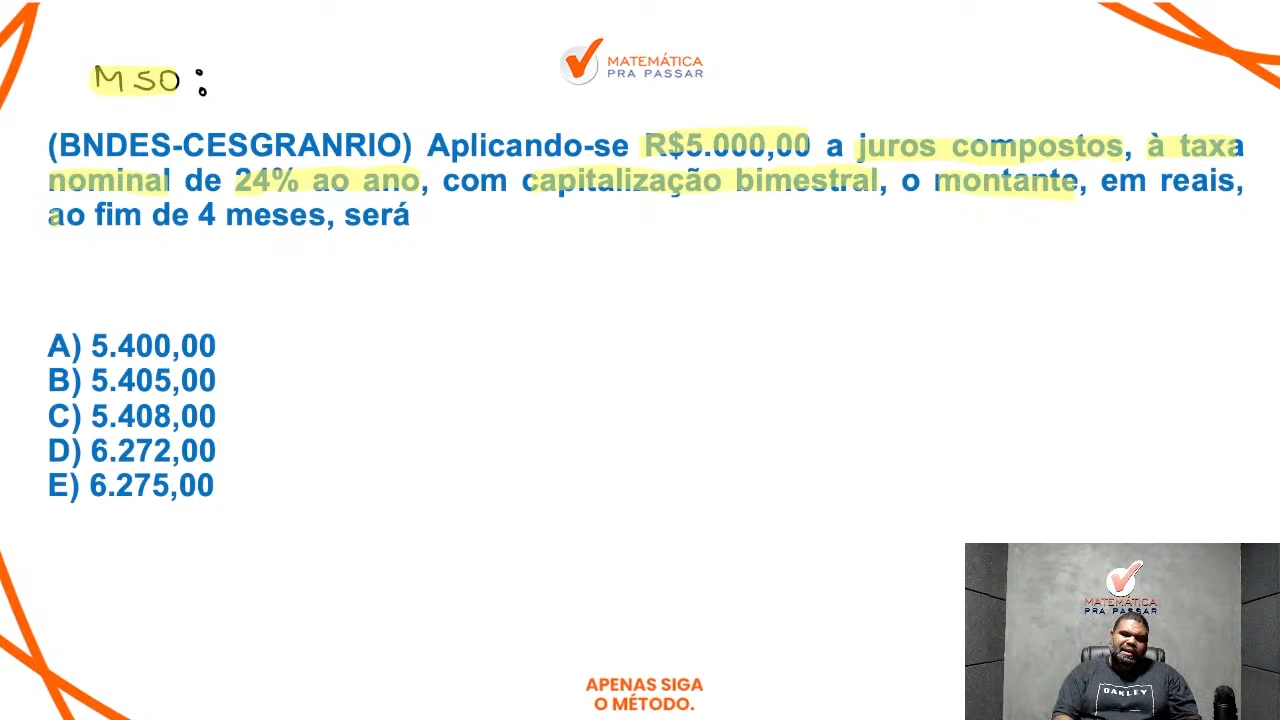 MATEMÁTICA
PRA PASSAR
MSO:
(BNDES-CESGRANRIO) Aplicando-se R$5.000,00 a juros compostos, à taxa
nominal de 24% ao ano, com capitalização bimestral, o montante, em reais,
ao fim de 4 meses, será
A) 5.400,00
B) 5.405,00
C) 5.408,00
D) 6.272,00
E) 6.275,00
MATEMÁTICA
PRA PASSAR
OAKLEY
APENAS SIGA
O MÉTODO.